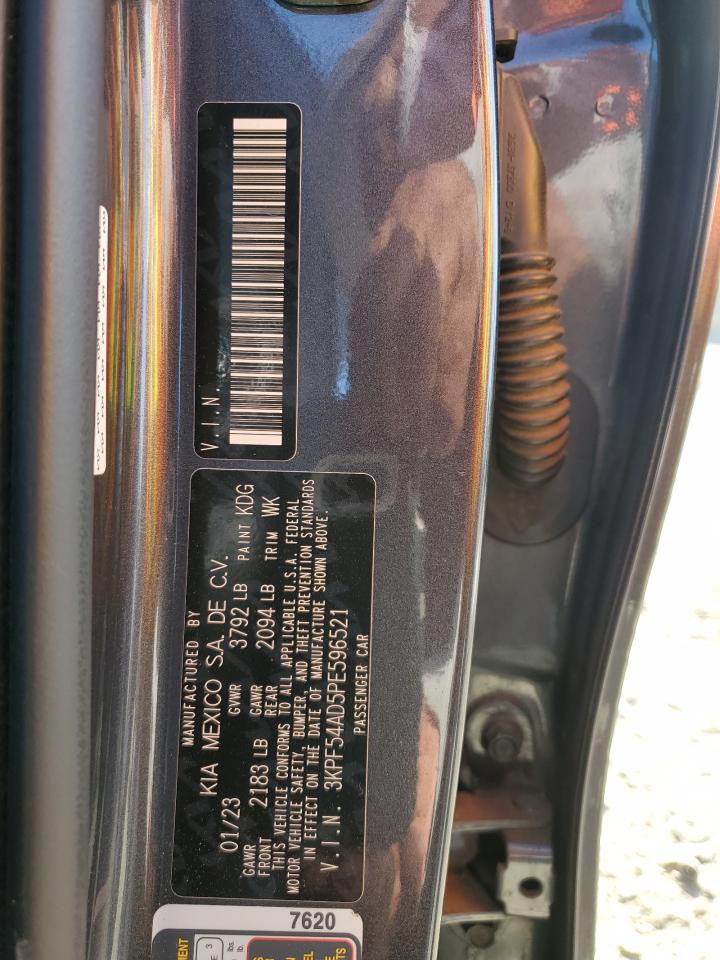 V.I.N.
MANUFACTURED BY
KIA MEXICO S.A. DE C.V.
01/23 GVWR 3792 LB PAINT KDG
GAWR FRONT 2183 LB GAWR REAR 2094 LB TRIM WK
THIS VEHICLE CONFORMS TO ALL APPLICABLE U.S.A. FEDERAL
MOTOR VEHICLE SAFETY, BUMPER, AND THEFT PREVENTION STANDARDS
IN EFFECT ON THE DATE OF MANUFACTURE SHOWN ABOVE.
V.I.N. 3KPF54AD5PE596521
PASSENGER CAR
7620